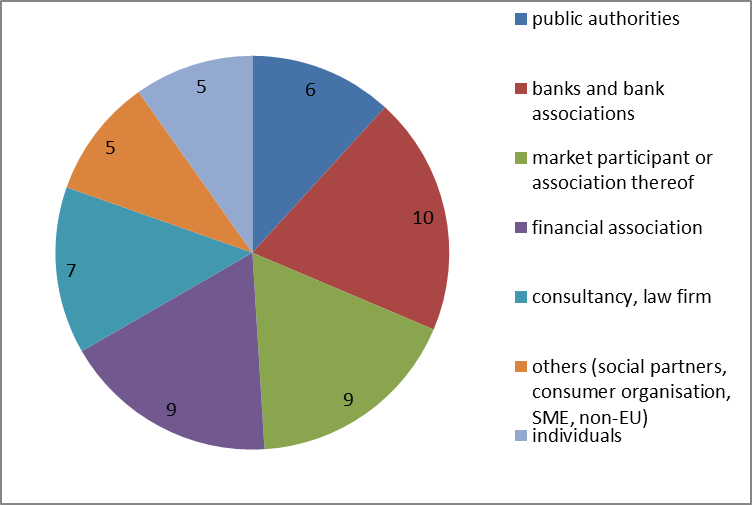 5
6
5
10
7
9
9
public authorities
banks and bank
associations
market participant or
association thereof
financial association
consultancy, law firm
others (social partners,
consumer organisation,
SME, non-EU)
individuals